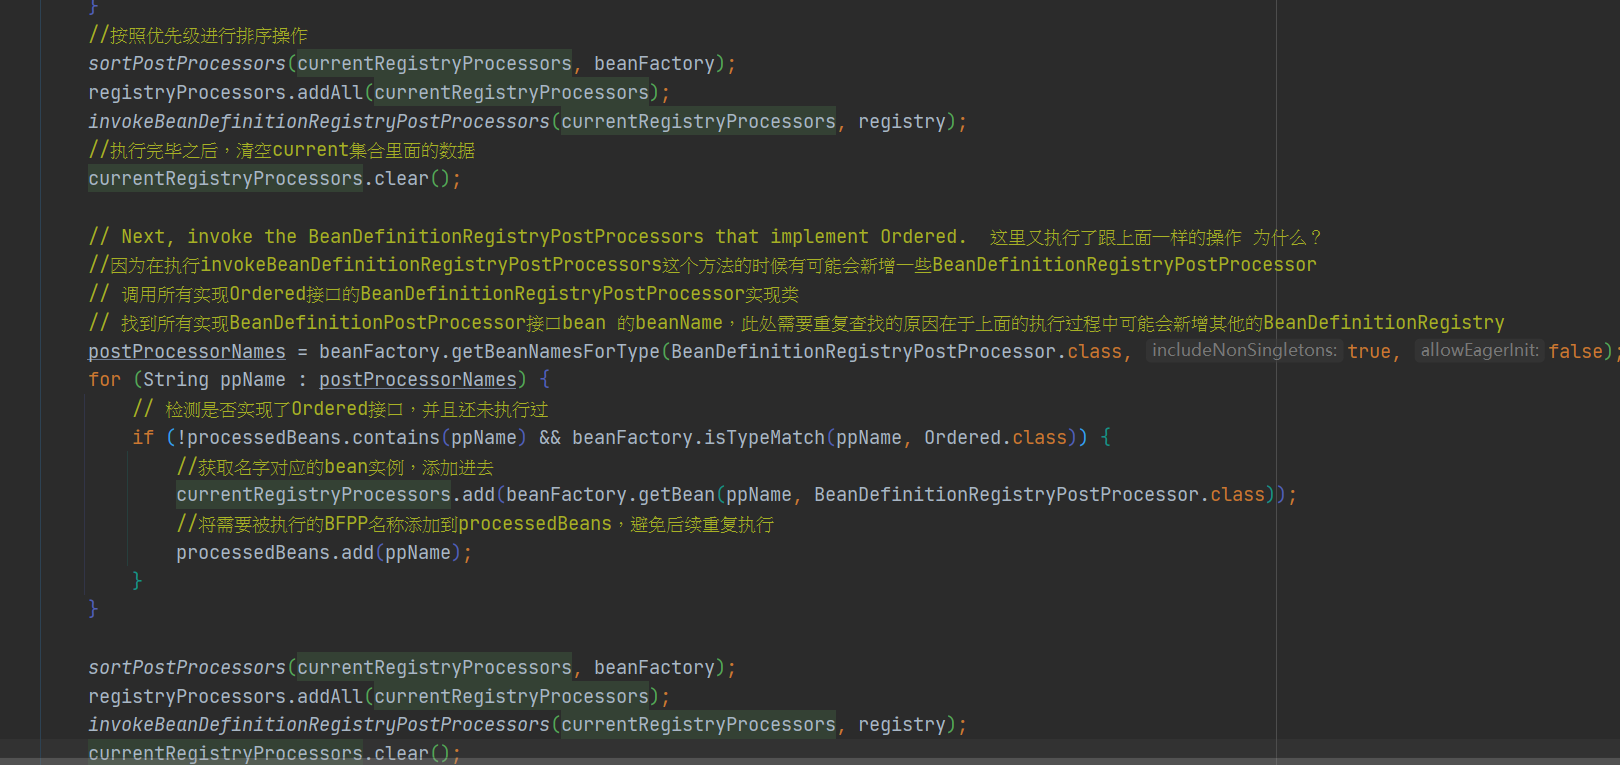 }
//按照优先级进行排序操作
sortPostProcessors(currentRegistryProcessors, beanFactory);
registryProcessors.addAll(currentRegistryProcessors);
invokeBeanDefinitionRegistryPostProcessors(currentRegistryProcessors, registry);
//执行完毕之后，清空current集合里面的数据
currentRegistryProcessors.clear();
// Next, invoke the BeanDefinitionRegistryPostProcessors that implement Ordered.  这里又执行了跟上面一样的操作 为什么？
//因为在执行invokeBeanDefinitionRegistryPostProcessors这个方法的时候有可能会新增一些BeanDefinitionRegistryPostProcessor
// 调用所有实现Ordered接口的BeanDefinitionRegistryPostProcessor实现类
// 找到所有实现BeanDefinitionPostProcessor接口bean 的beanName，此处需要重复查找的原因在于上面的执行过程中可能会新增其他的BeanDefinitionRegistry
postProcessorNames = beanFactory.getBeanNamesForType(BeanDefinitionRegistryPostProcessor.class, includeNonSingletons: true, allowEagerInit: false);
for (String ppName : postProcessorNames) {
// 检测是否实现了Ordered接口，并且还未执行过
if (!processedBeans.contains(ppName) && beanFactory.isTypeMatch(ppName, Ordered.class)) {
//获取名字对应的bean实例，添加进去
currentRegistryProcessors.add(beanFactory.getBean(ppName, BeanDefinitionRegistryPostProcessor.class));
//将需要被执行的BFPP名称添加到processedBeans，避免后续重复执行
processedBeans.add(ppName);
}
}
sortPostProcessors(currentRegistryProcessors, beanFactory);
registryProcessors.addAll(currentRegistryProcessors);
invokeBeanDefinitionRegistryPostProcessors(currentRegistryProcessors, registry);
currentRegistryProcessors.clear();